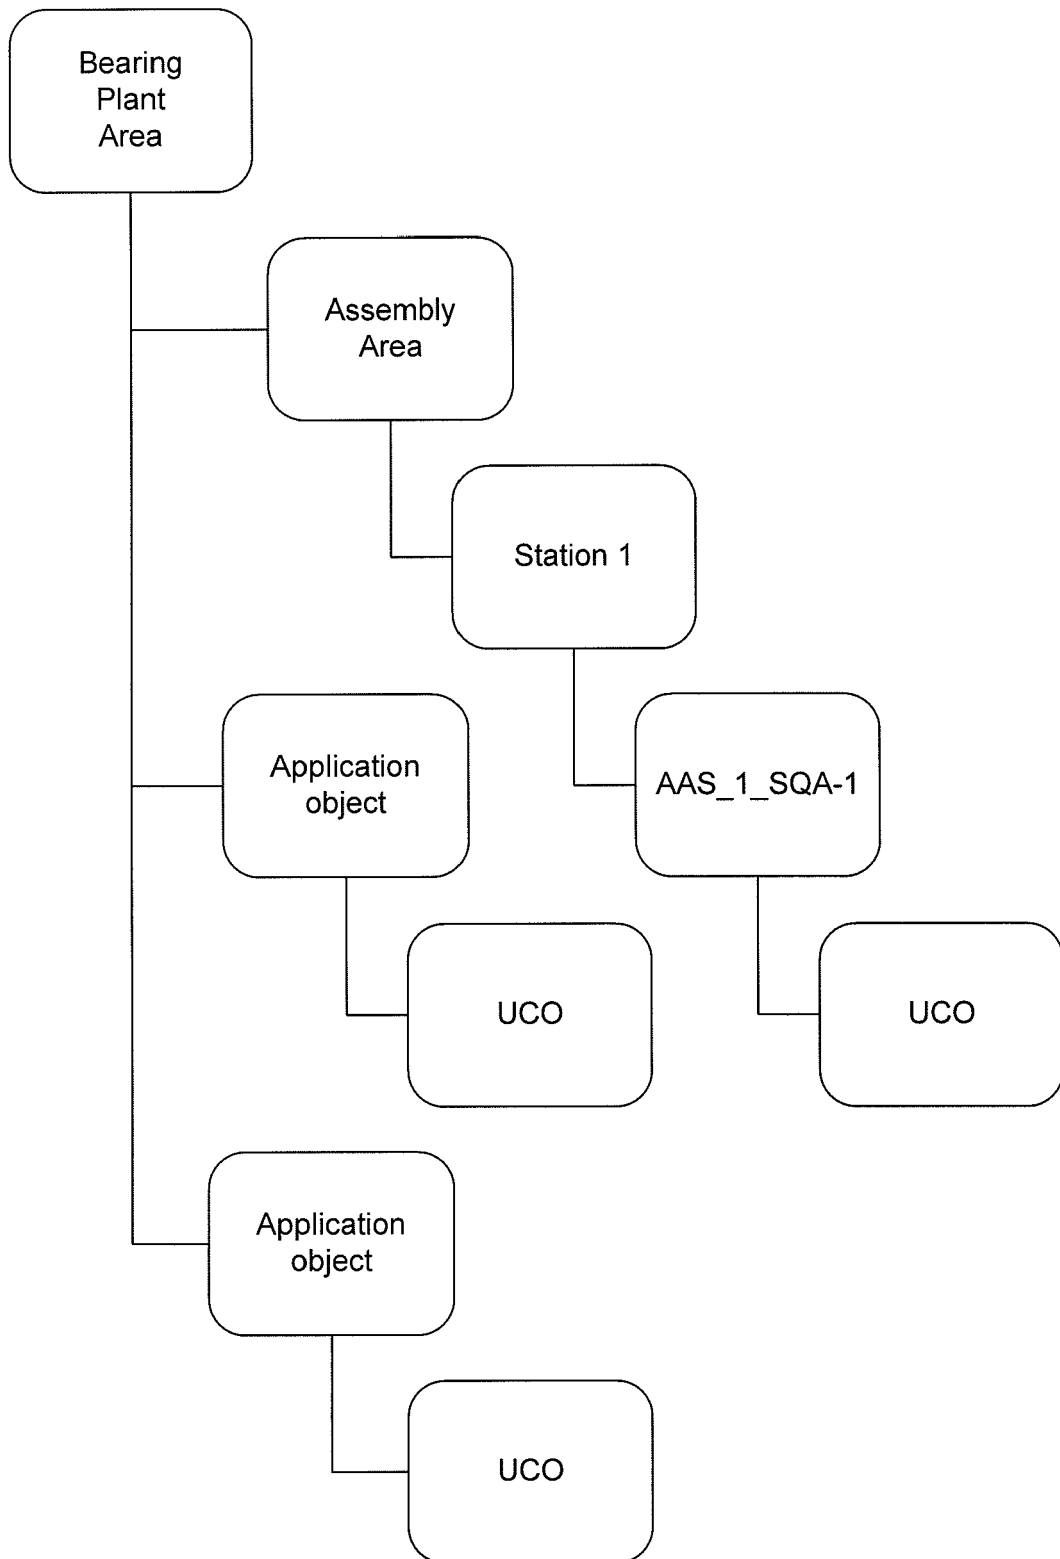 Bearing
Plant
Area
Assembly
Area
Station 1
Application
object
AAS_1_SQA-1
UCO
UCO
Application
object
UCO